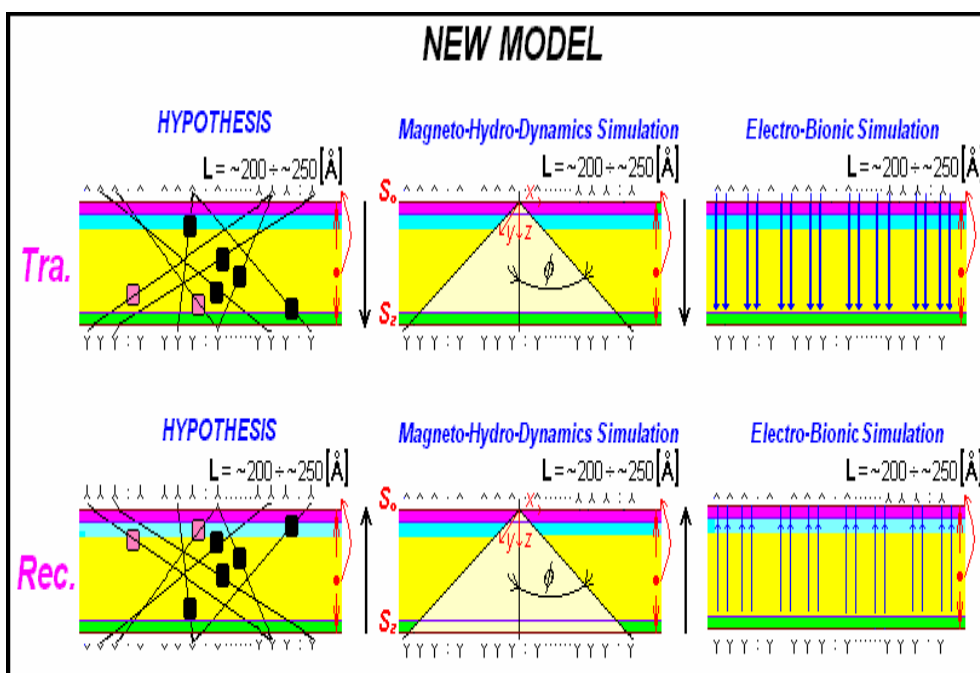 NEW MODEL
HYPOTHESIS
Magneto-Hydro-Dynamics Simulation
Electro-Bionic Simulation
L = ~200 ÷ ~250 [Å]
L = ~200 ÷ ~250 [Å]
L = ~200 ÷ ~250 [Å]
Tra.
S₀
x
y
z
ϕ
S₂
Y Y Y : Y Y Y Y : Y Y Y Y
Y Y Y : Y Y Y Y : Y Y Y Y
Y Y Y : Y Y Y Y : Y Y Y Y
HYPOTHESIS
Magneto-Hydro-Dynamics Simulation
Electro-Bionic Simulation
L = ~200 ÷ ~250 [Å]
L = ~200 ÷ ~250 [Å]
L = ~200 ÷ ~250 [Å]
Rec.
S₀
x
y
z
ϕ
S₂